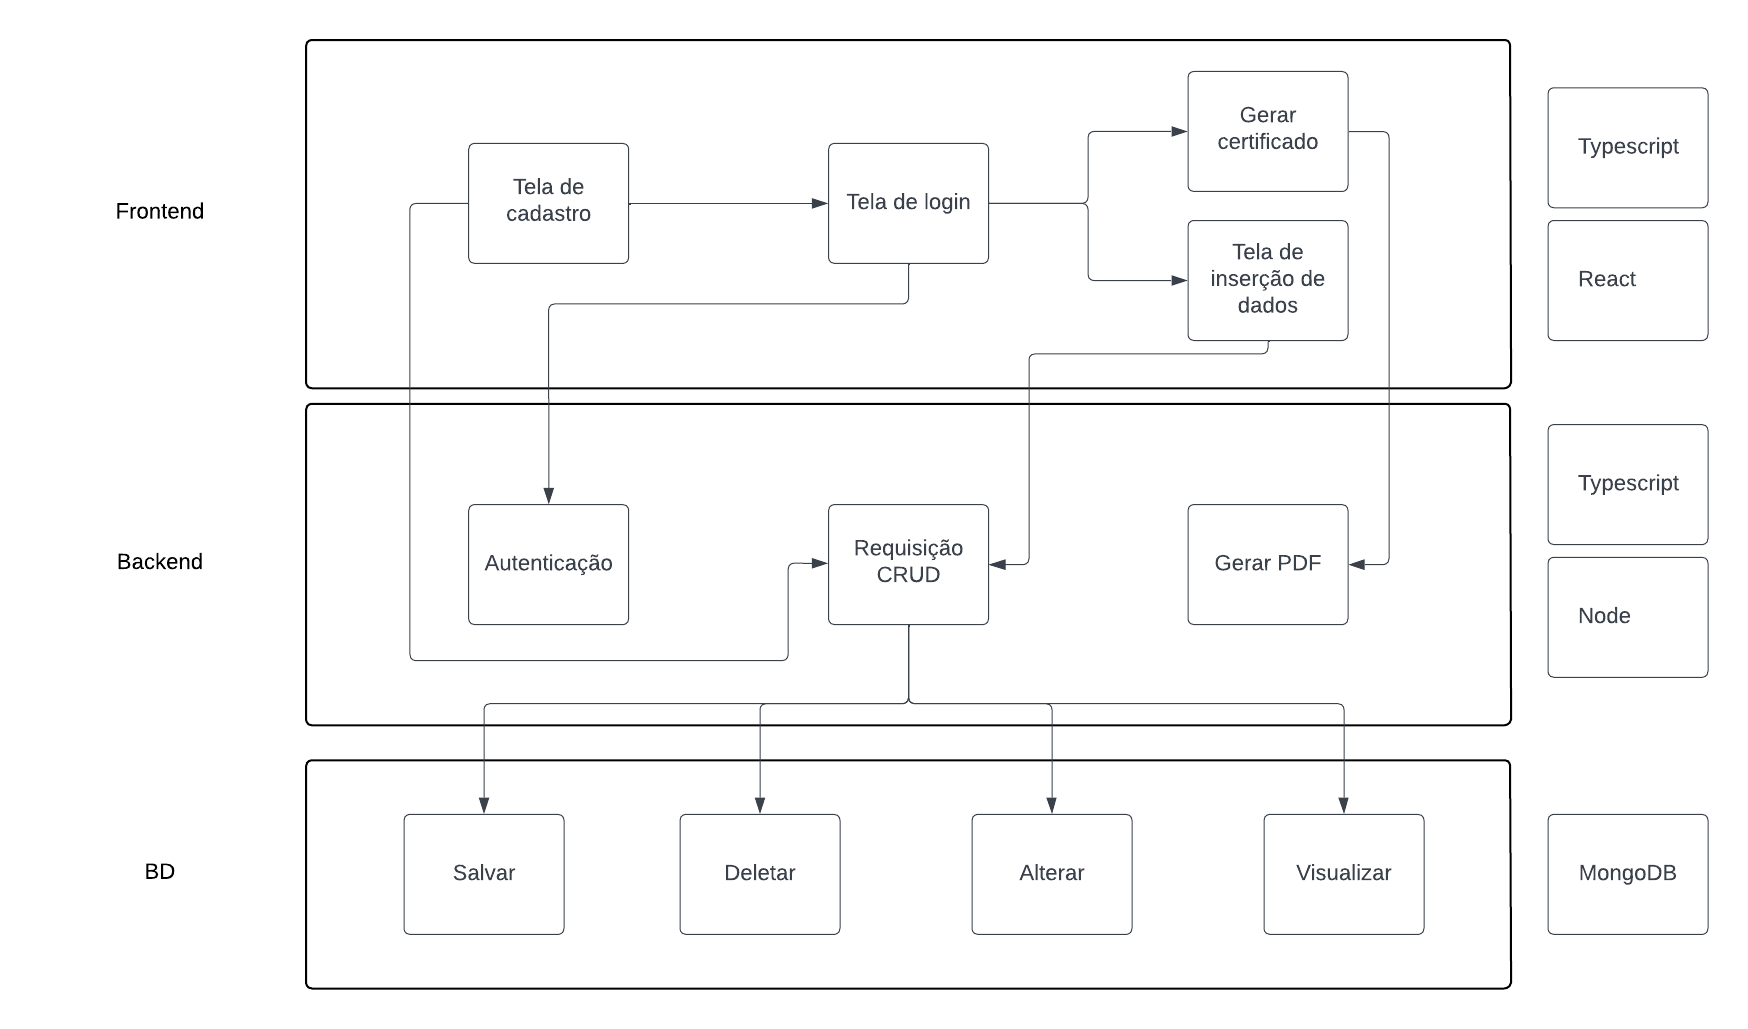 Frontend
Tela de
cadastro
Tela de login
Gerar
certificado
Tela de
inserção de
dados
Typescript
React
Backend
Autenticação
Requisição
CRUD
Gerar PDF
Typescript
Node
BD
Salvar
Deletar
Alterar
Visualizar
MongoDB